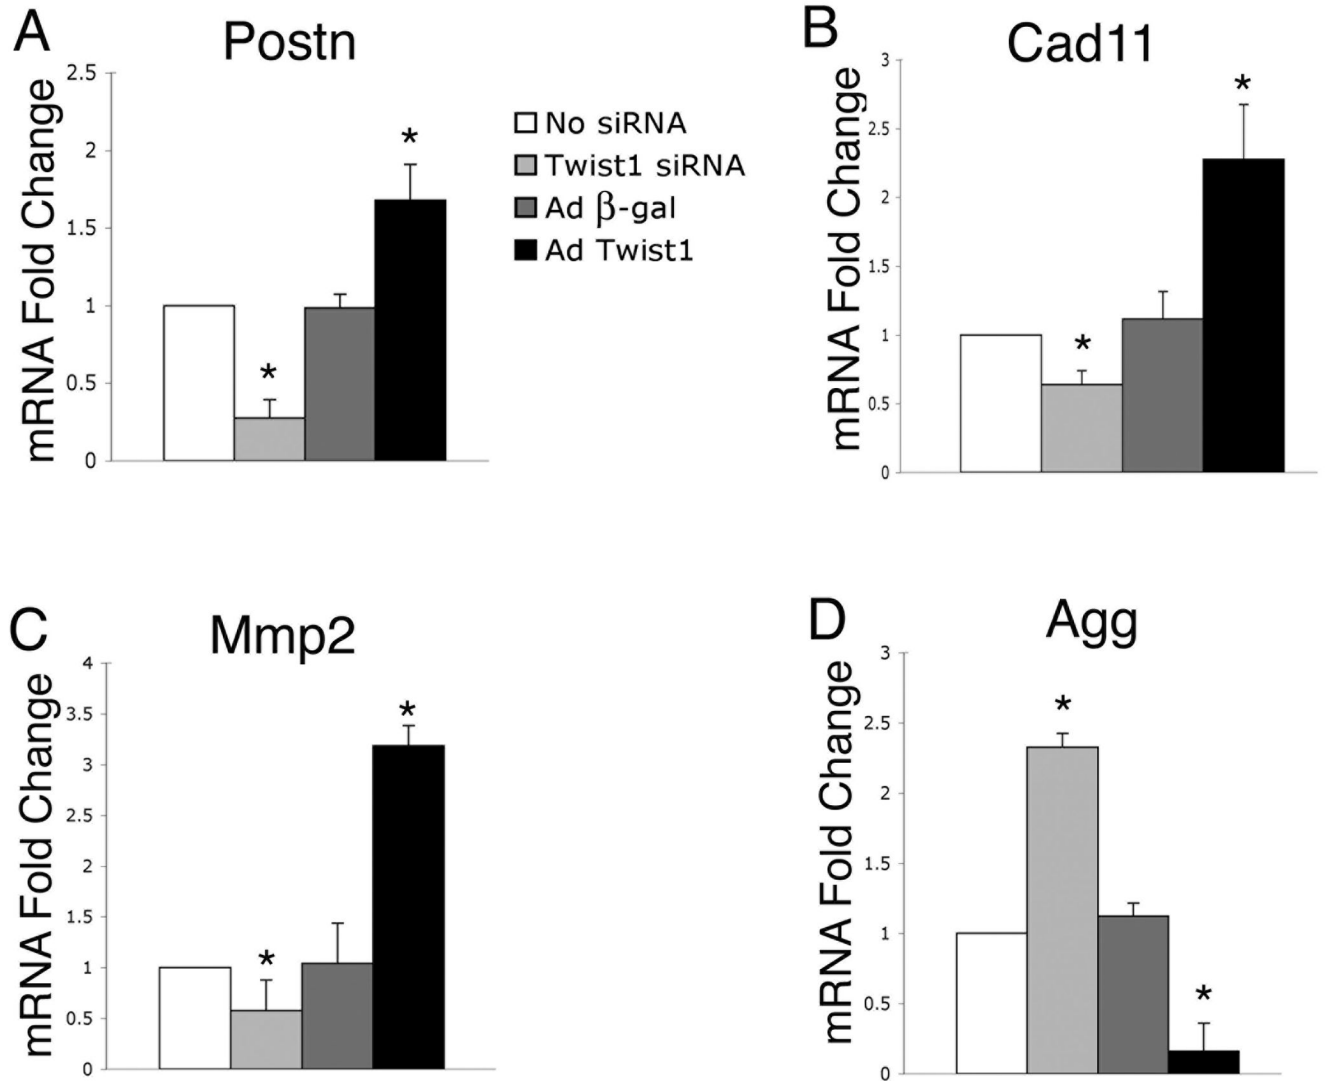 A
Postn
mRNA Fold Change
2.5
2
1.5
1
0.5
0
*
*
No siRNA
Twist1 siRNA
Ad β-gal
Ad Twist1
B
Cad11
mRNA Fold Change
3
2.5
2
1.5
1
0.5
0
*
*
C
Mmp2
mRNA Fold Change
4
3.5
3
2.5
2
1.5
1
0.5
0
*
*
D
Agg
mRNA Fold Change
3
2.5
2
1.5
1
0.5
0
*
*